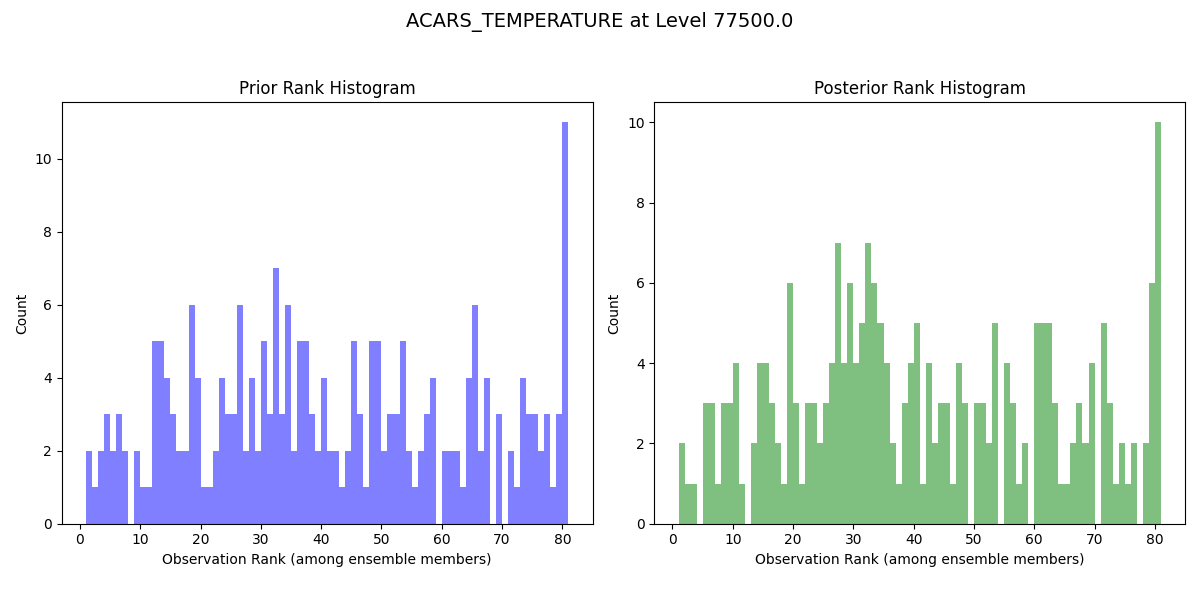 ACARS_TEMPERATURE at Level 77500.0
Prior Rank Histogram
Count
10
8
6
4
2
0
0 10 20 30 40 50 60 70 80
Observation Rank (among ensemble members)
Posterior Rank Histogram
Count
10
8
6
4
2
0
0 10 20 30 40 50 60 70 80
Observation Rank (among ensemble members)